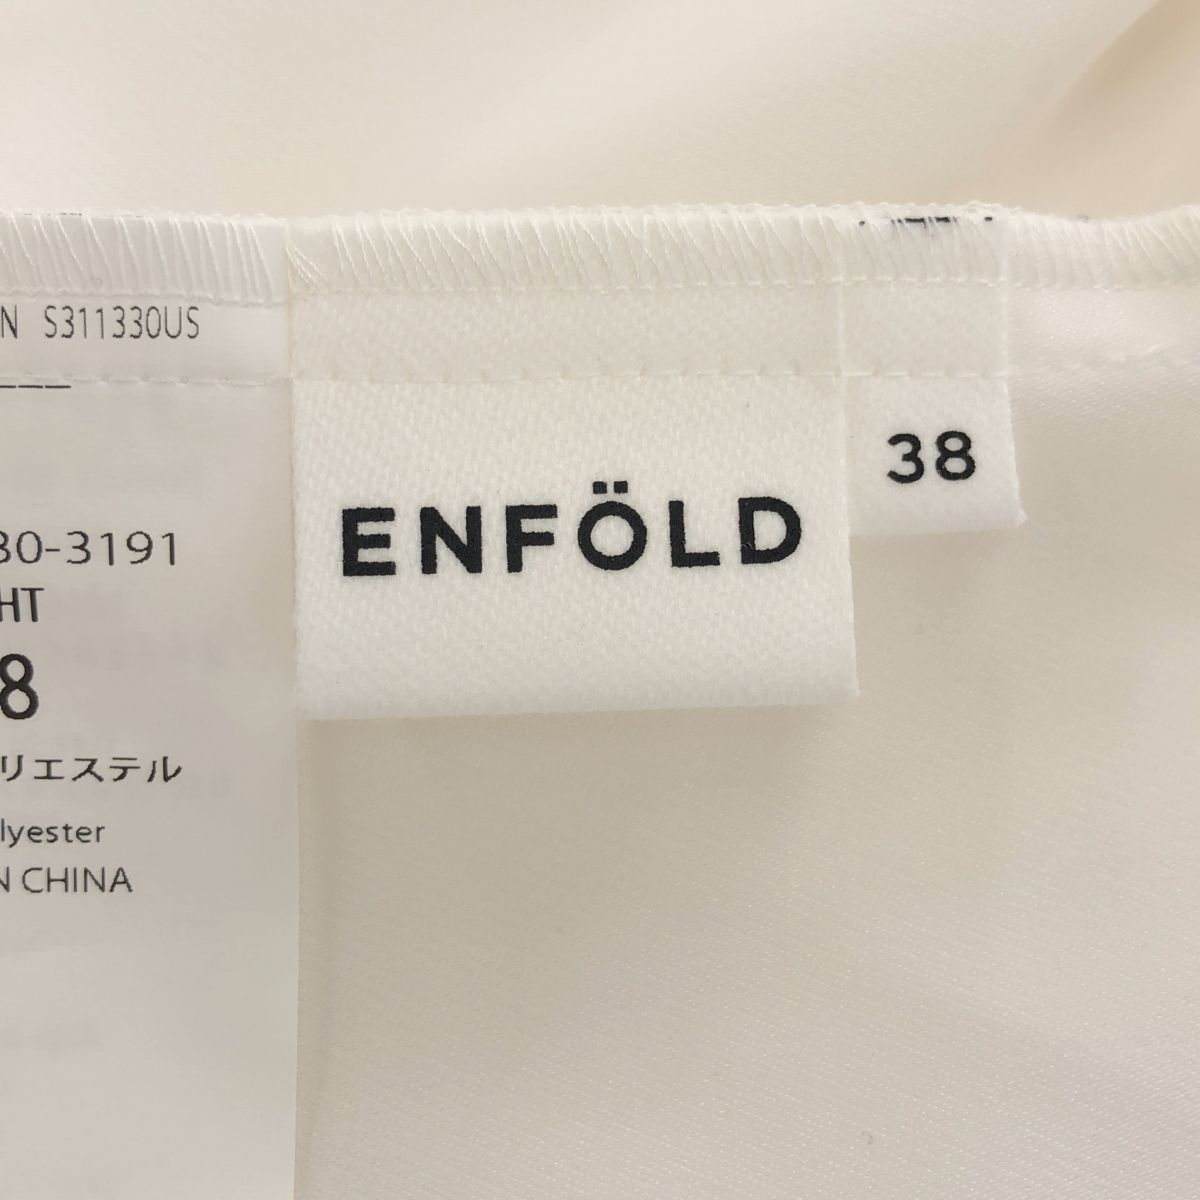 N S311330US
30-3191
HT
8
リエステル
lyester
N CHINA
ENFÖLD
38